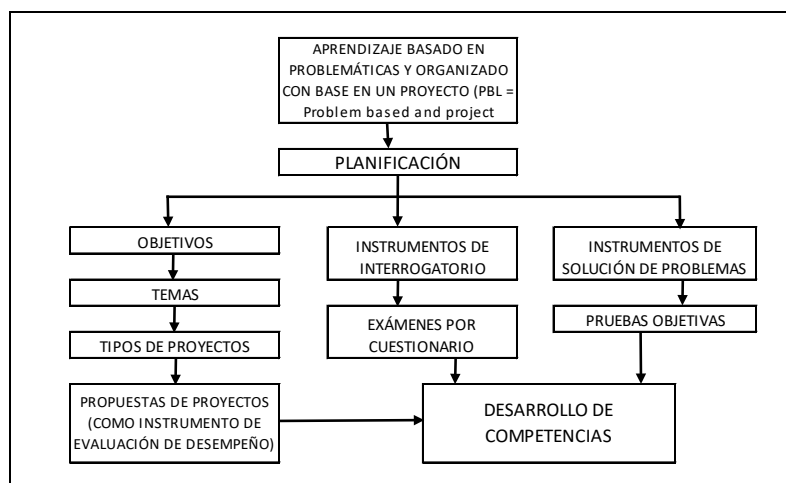 APRENDIZAJE BASADO EN
PROBLEMÁTICAS Y ORGANIZADO
CON BASE EN UN PROYECTO (PBL =
Problem based and project
PLANIFICACIÓN
OBJETIVOS
TEMAS
TIPOS DE PROYECTOS
PROPUESTAS DE PROYECTOS
(COMO INSTRUMENTO DE
EVALUACIÓN DE DESEMPEÑO)
INSTRUMENTOS DE
INTERROGATORIO
EXÁMENES POR
CUESTIONARIO
INSTRUMENTOS DE
SOLUCIÓN DE PROBLEMAS
PRUEBAS OBJETIVAS
DESARROLLO DE
COMPETENCIAS